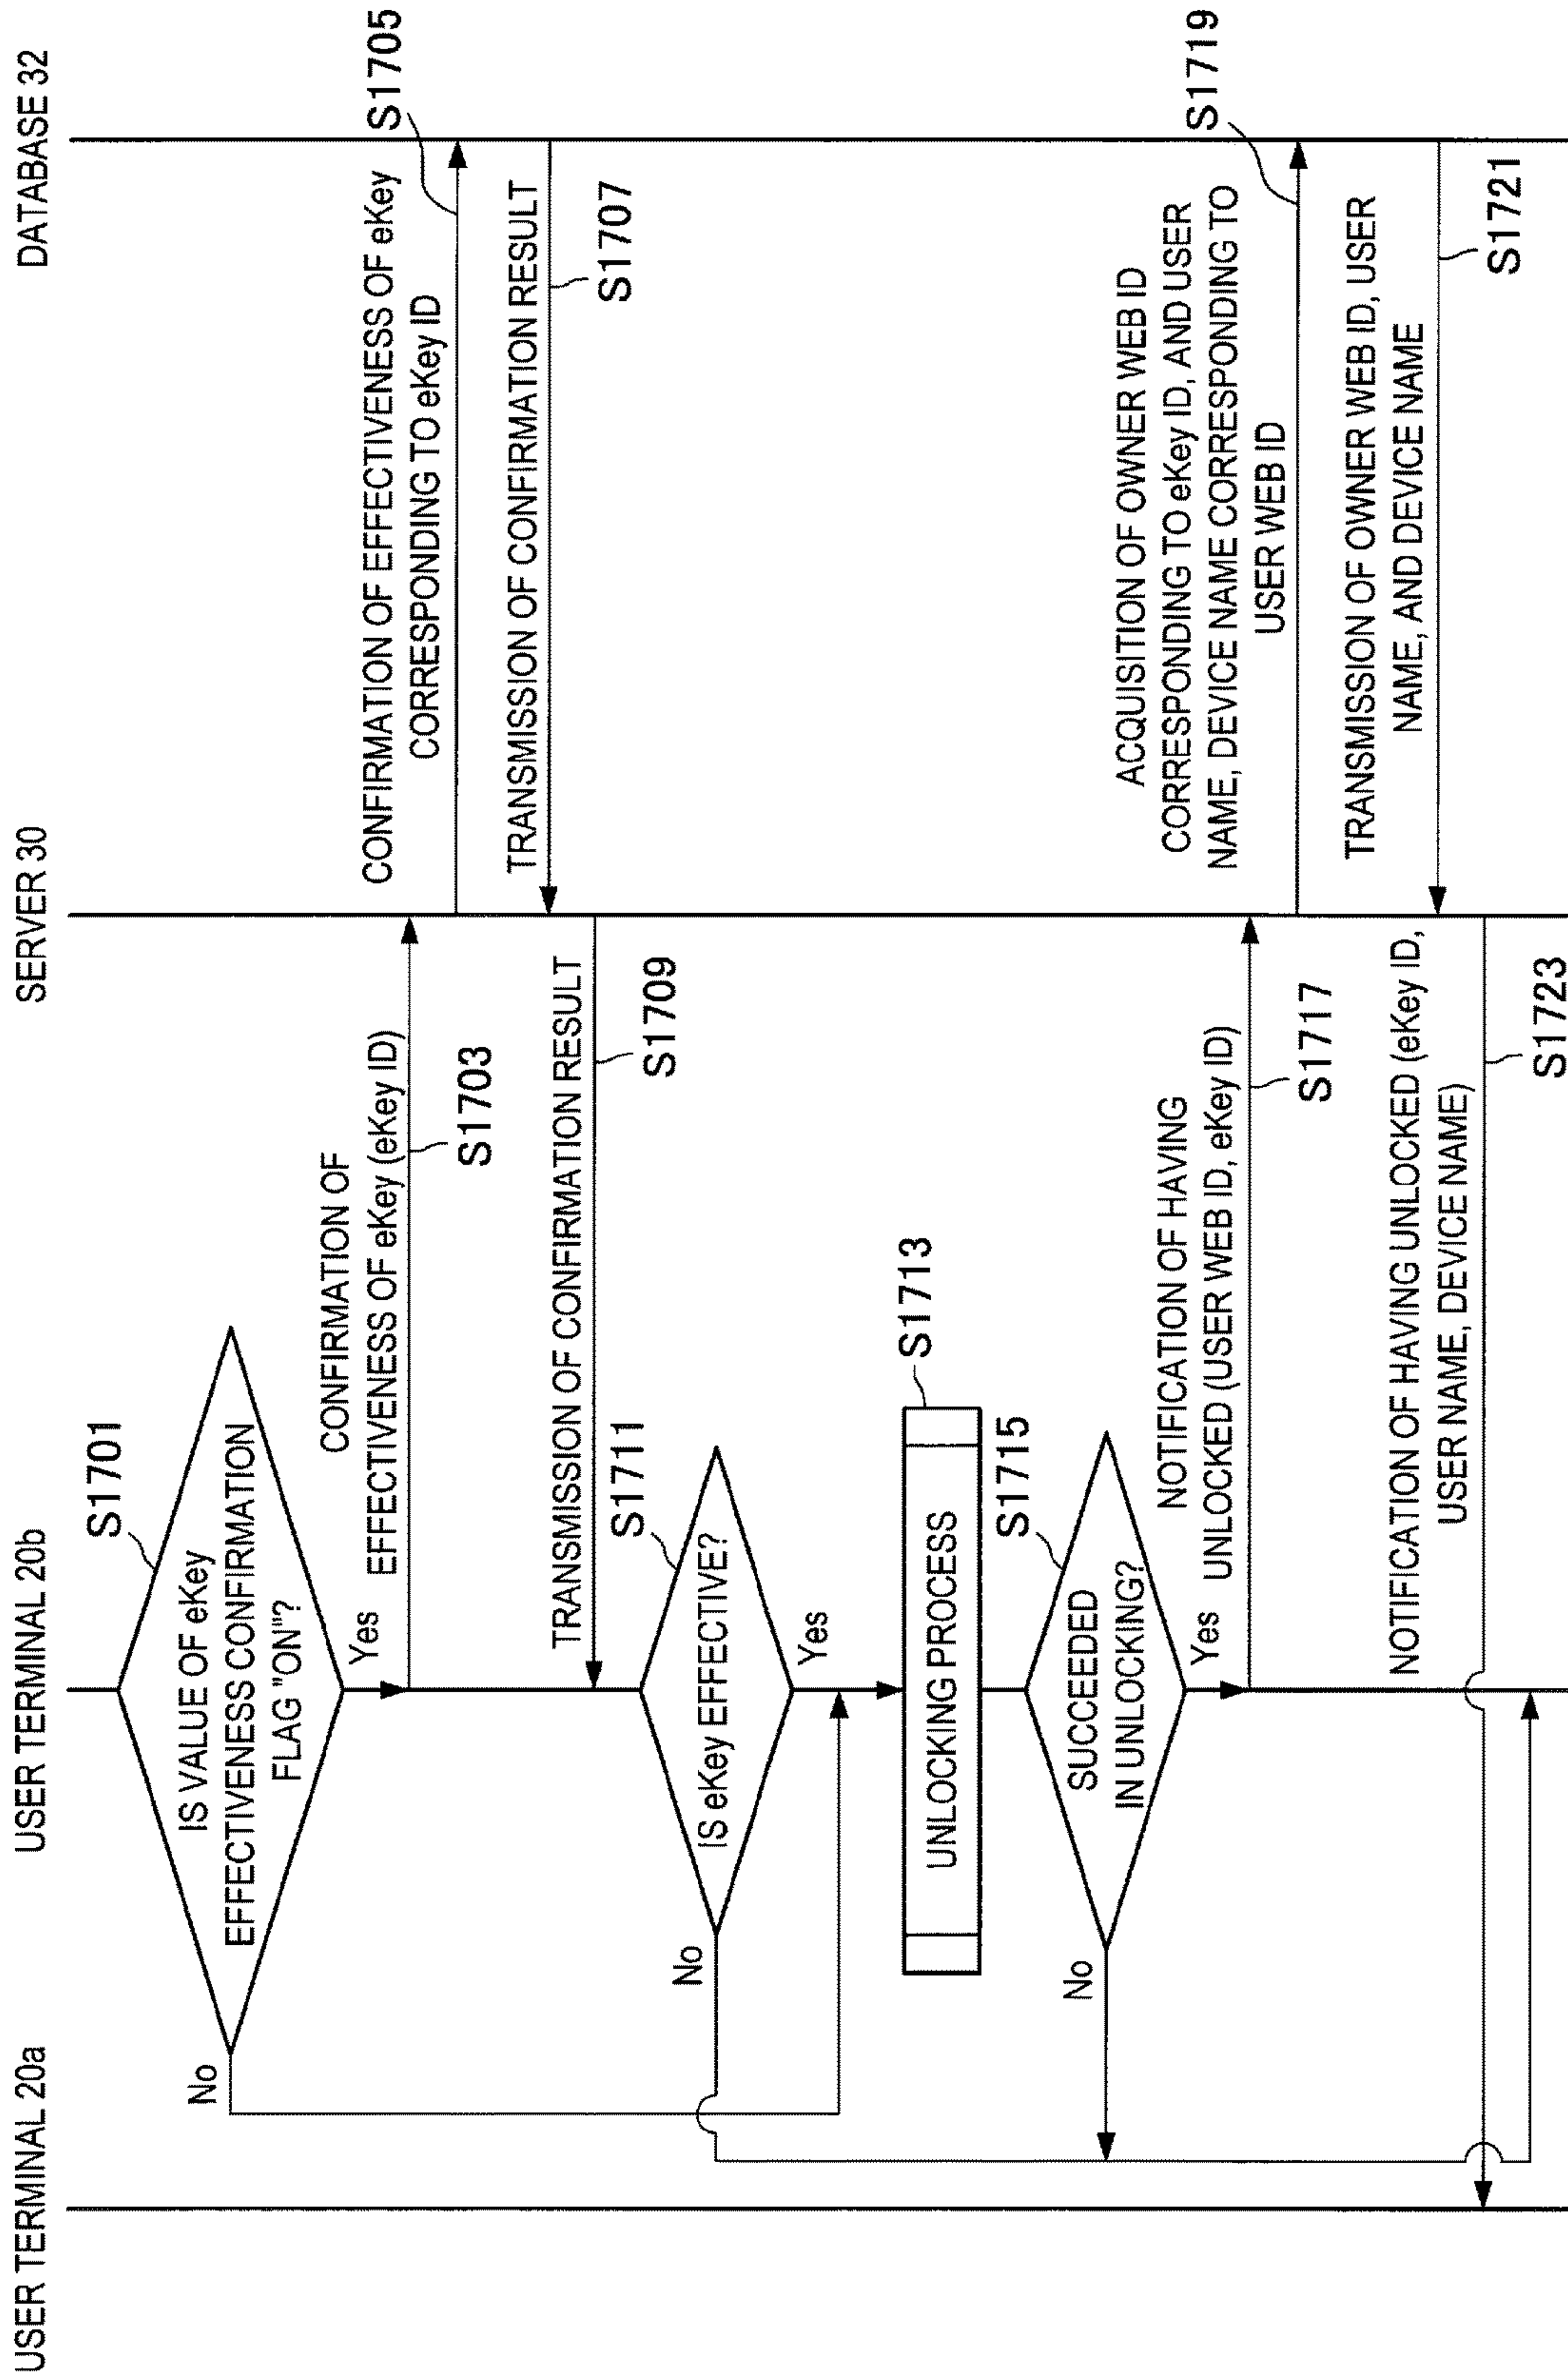 USER TERMINAL 20a
USER TERMINAL 20b
SERVER 30
DATABASE 32
S1701
IS VALUE OF eKey
EFFECTIVENESS CONFIRMATION
FLAG "ON"?
No
Yes
CONFIRMATION OF
EFFECTIVENESS OF eKey (eKey ID)
S1703
CONFIRMATION OF EFFECTIVENESS OF eKey
CORRESPONDING TO eKey ID
S1705
TRANSMISSION OF CONFIRMATION RESULT
S1707
TRANSMISSION OF CONFIRMATION RESULT
S1709
S1711
IS eKey EFFECTIVE?
No
Yes
S1713
UNLOCKING PROCESS
S1715
SUCCEEDED
IN UNLOCKING?
No
Yes
NOTIFICATION OF HAVING
UNLOCKED (USER WEB ID, eKey ID)
S1717
ACQUISITION OF OWNER WEB ID
CORRESPONDING TO eKey ID, AND USER
NAME, DEVICE NAME CORRESPONDING TO
USER WEB ID
S1719
TRANSMISSION OF OWNER WEB ID, USER
NAME, AND DEVICE NAME
S1721
NOTIFICATION OF HAVING UNLOCKED (eKey ID,
USER NAME, DEVICE NAME)
S1723